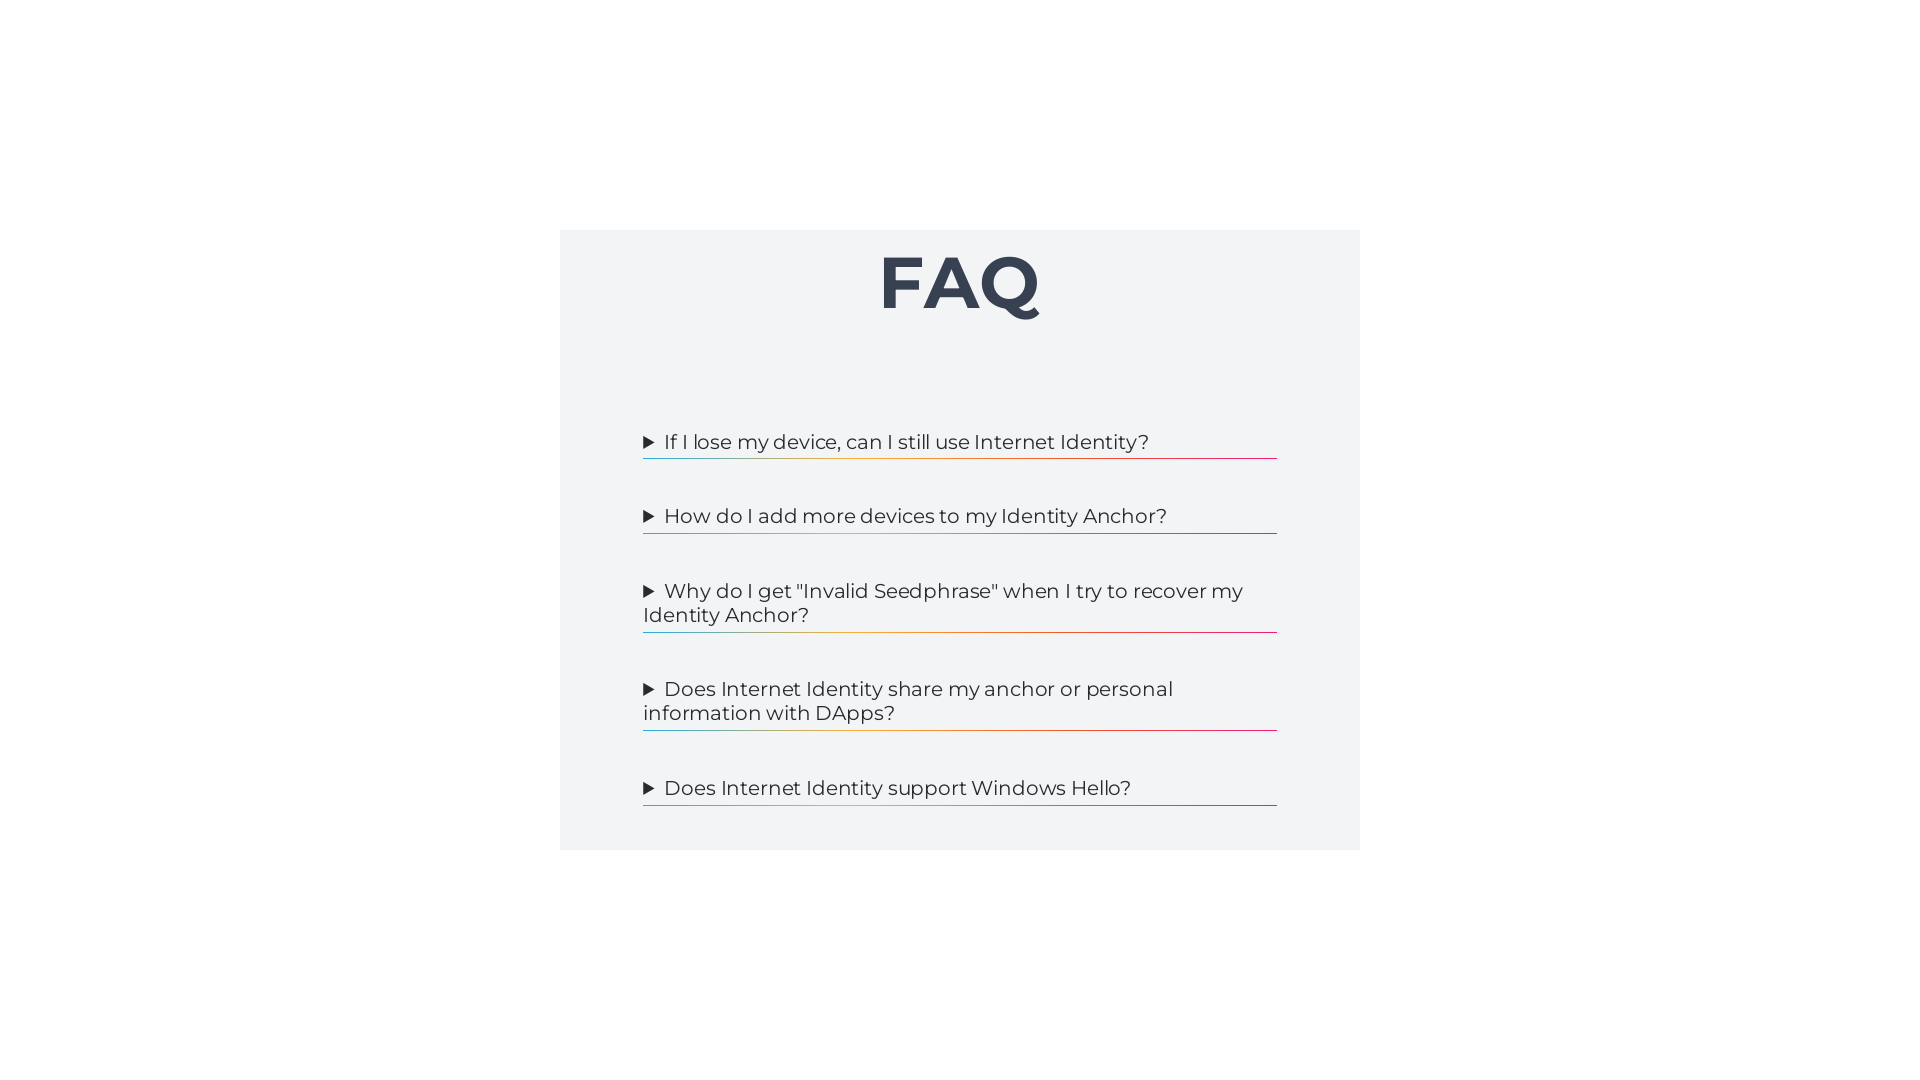 FAQ
If I lose my device, can I still use Internet Identity?
How do I add more devices to my Identity Anchor?
Why do I get "Invalid Seedphrase" when I try to recover my
Identity Anchor?
Does Internet Identity share my anchor or personal
information with DApps?
Does Internet Identity support Windows Hello?